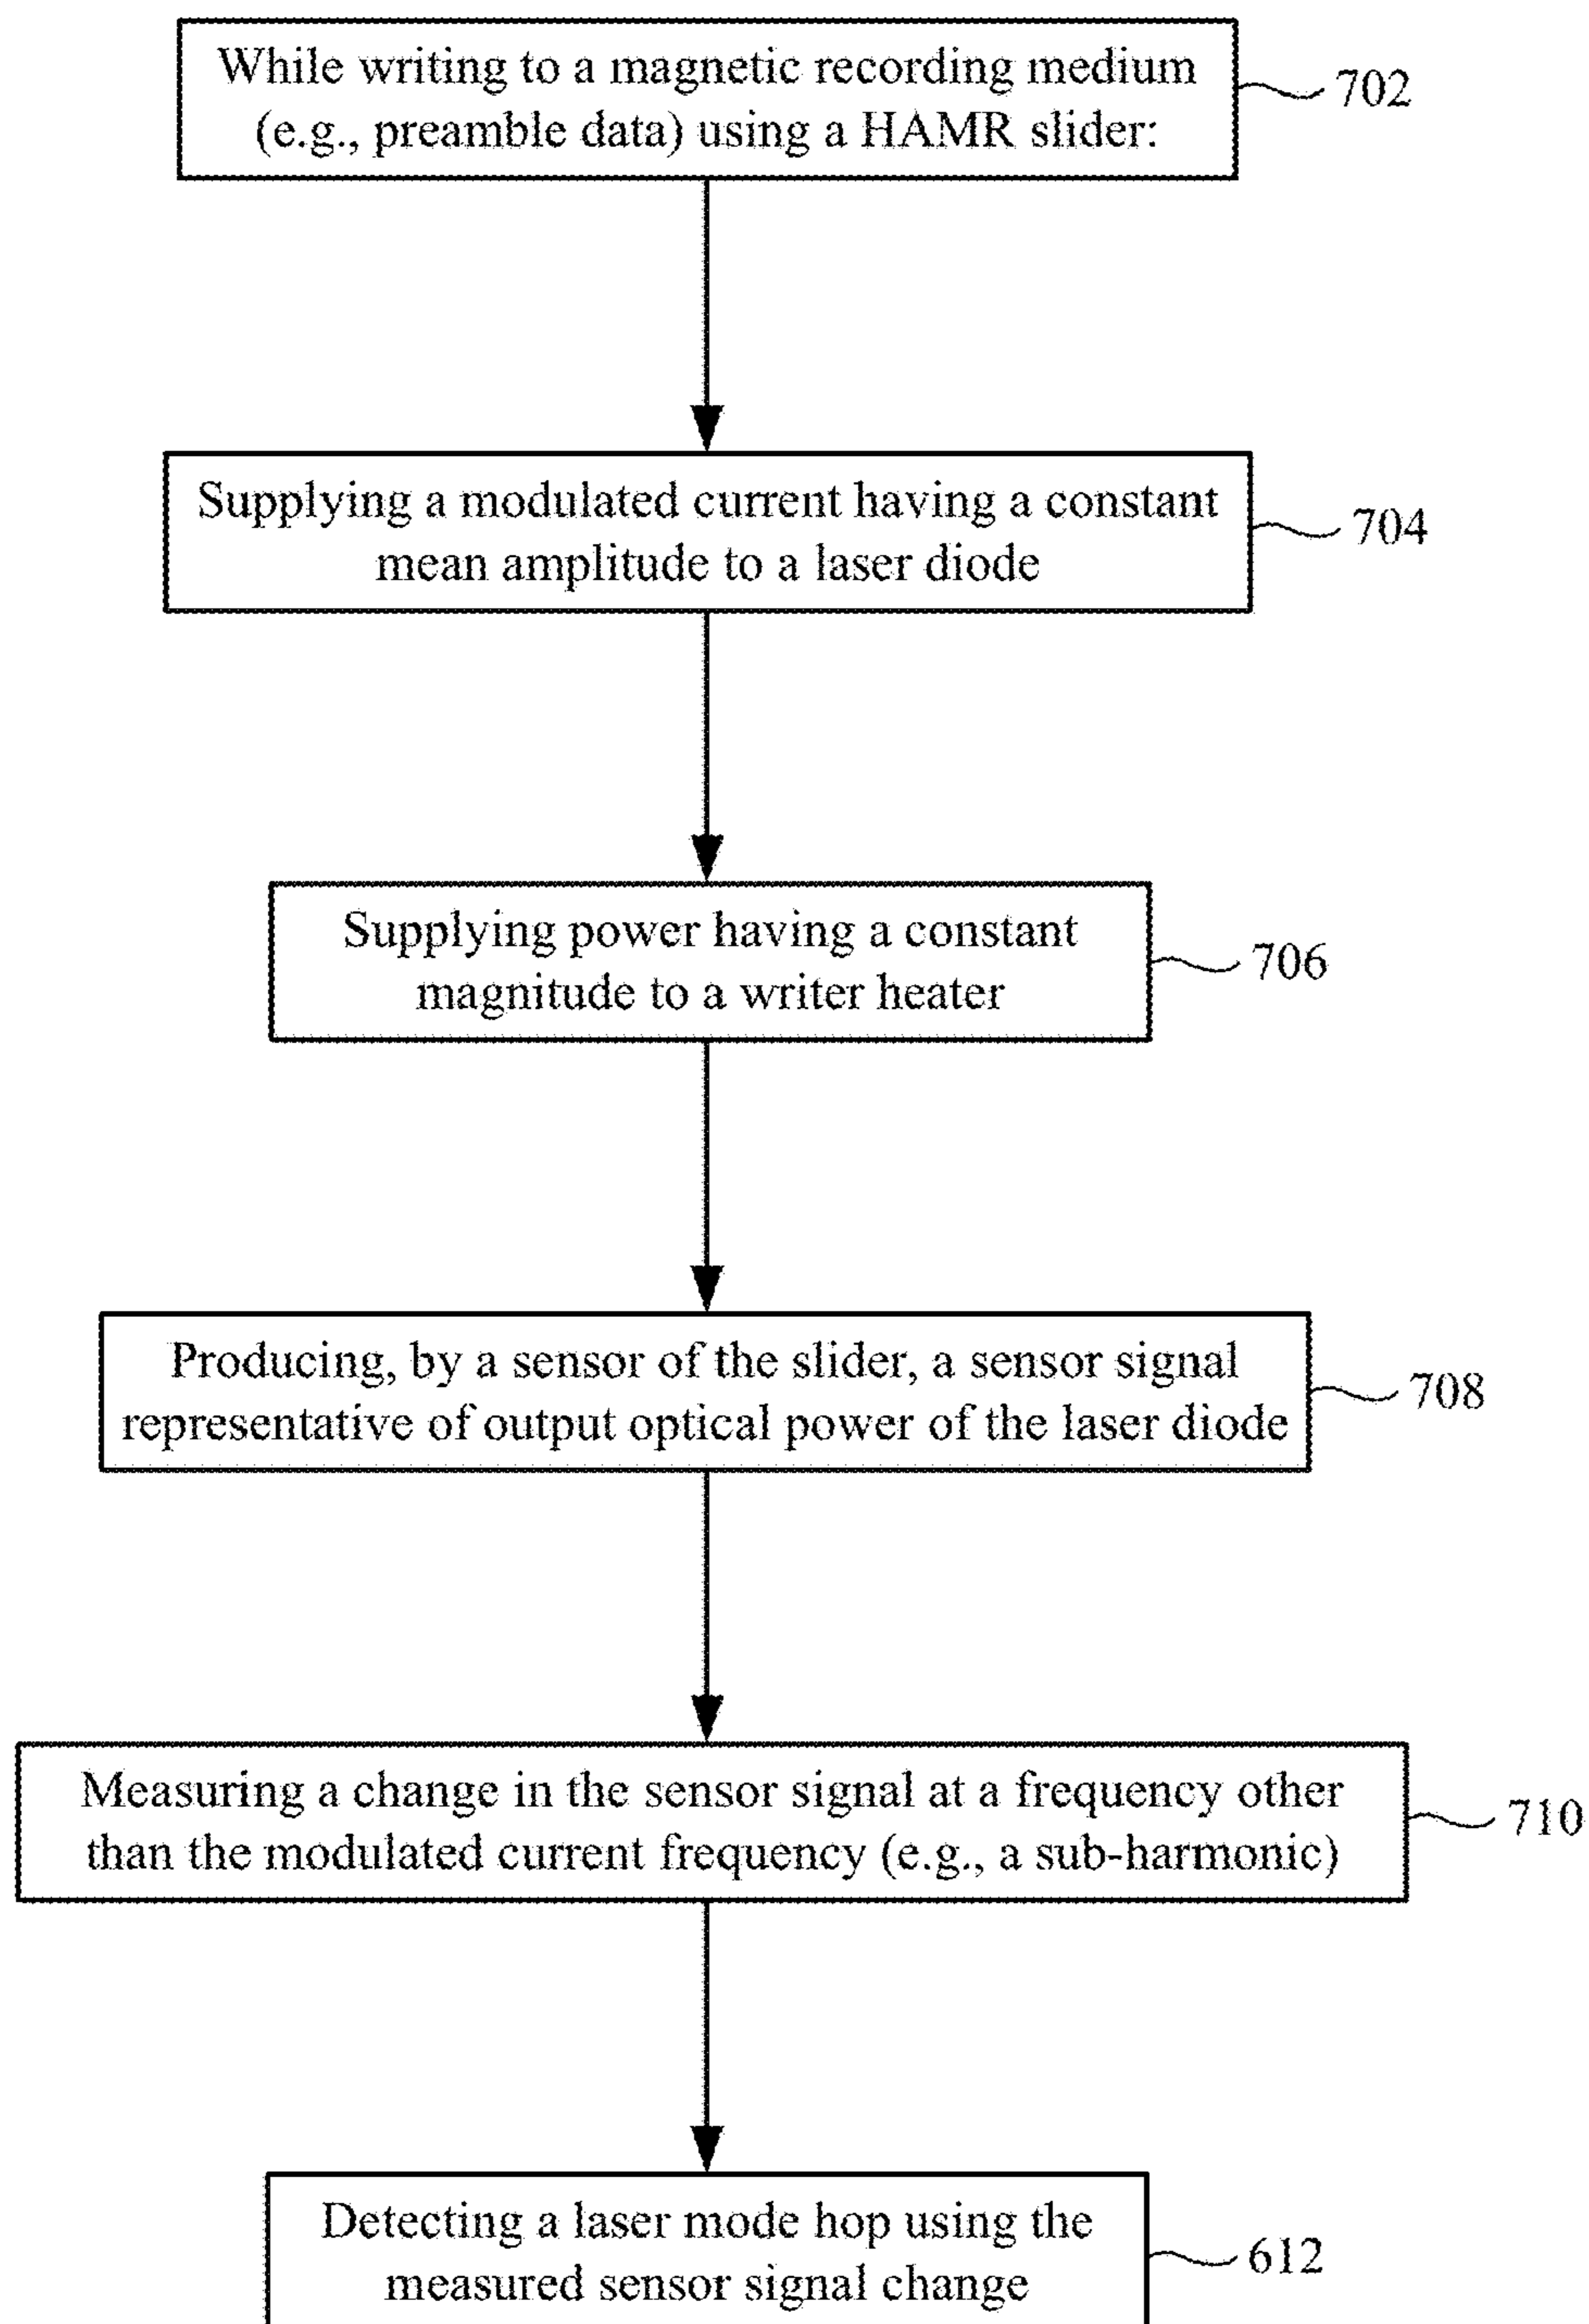 While writing to a magnetic recording medium
(e.g., preamble data) using a HAMR slider:
702
Supplying a modulated current having a constant
mean amplitude to a laser diode
704
Supplying power having a constant
magnitude to a writer heater
706
Producing, by a sensor of the slider, a sensor signal
representative of output optical power of the laser diode
708
Measuring a change in the sensor signal at a frequency other
than the modulated current frequency (e.g., a sub-harmonic)
710
Detecting a laser mode hop using the
measured sensor signal change
612